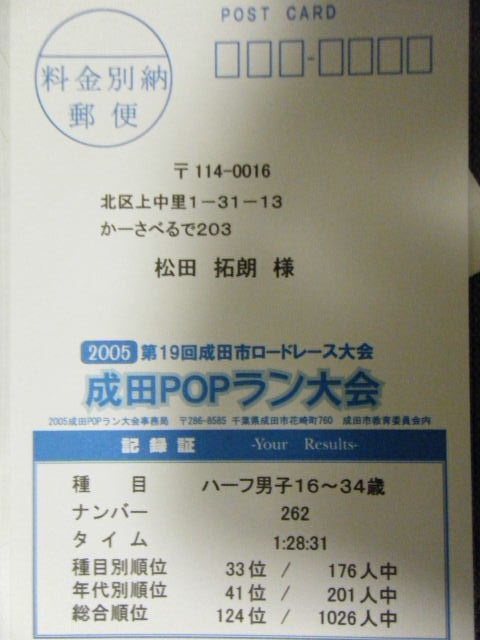 POST CARD
料金別納
郵便
〒114-0016
北区上中里1-31-13
かーさべるで203
松田 拓朗 様
2005 第19回成田市ロードレース大会
成田POPラン大会
2005成田POPラン大会事務局 〒286-8585 千葉県成田市花崎町760 成田市教育委員会内
記録証 -Your Results-
種目 ハーフ男子16～34歳
ナンバー 262
タイム 1:28:31
種目別順位 33位 / 176人中
年代別順位 41位 / 201人中
総合順位 124位 / 1026人中